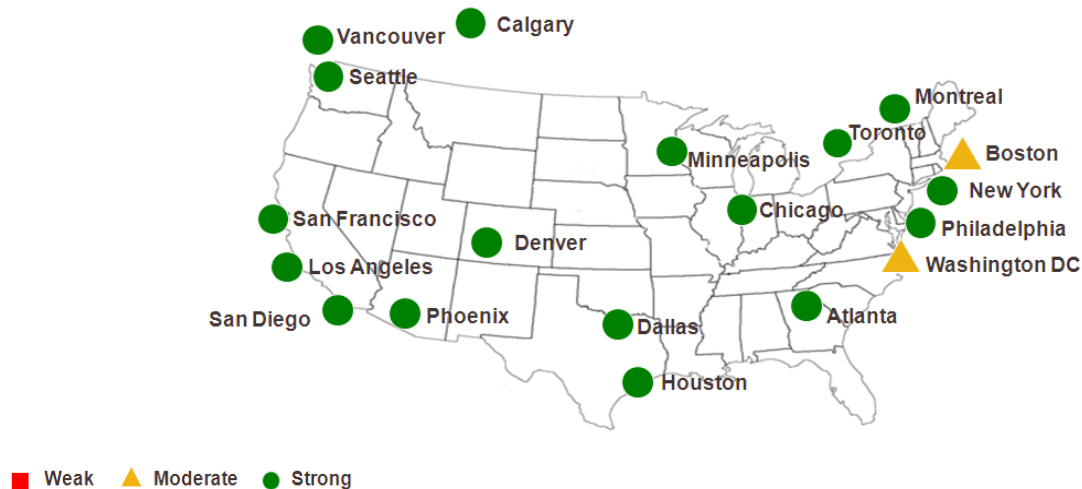 Calgary
Vancouver
Seattle
Montreal
Toronto
Boston
Minneapolis
New York
Chicago
San Francisco
Philadelphia
Denver
Washington DC
Los Angeles
San Diego
Phoenix
Atlanta
Dallas
Houston
Weak
Moderate
Strong